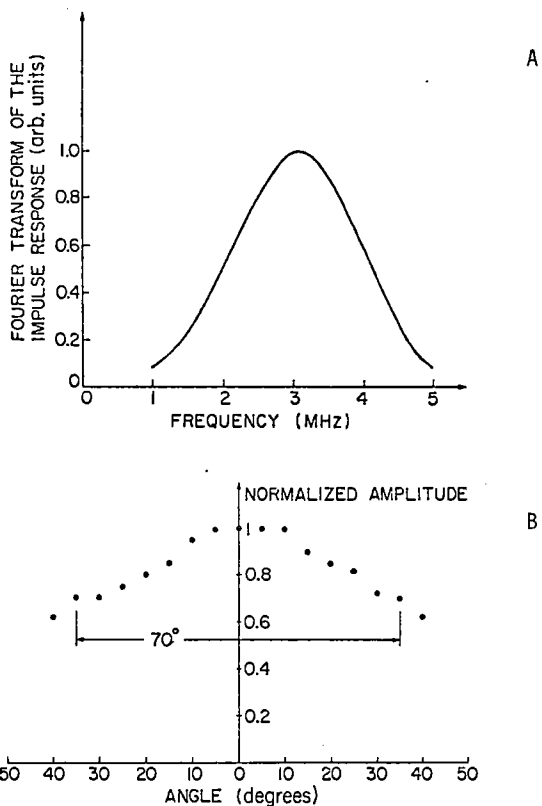 A
FOURIER TRANSFORM OF THE
IMPULSE RESPONSE (arb. units)
1.0
0.8
0.6
0.4
0.2
0
0 1 2 3 4 5
FREQUENCY (MHz)
B
NORMALIZED AMPLITUDE
1
0.8
0.6
70°
0.4
0.2
50 40 30 20 10 0 10 20 30 40 50
ANGLE (degrees)